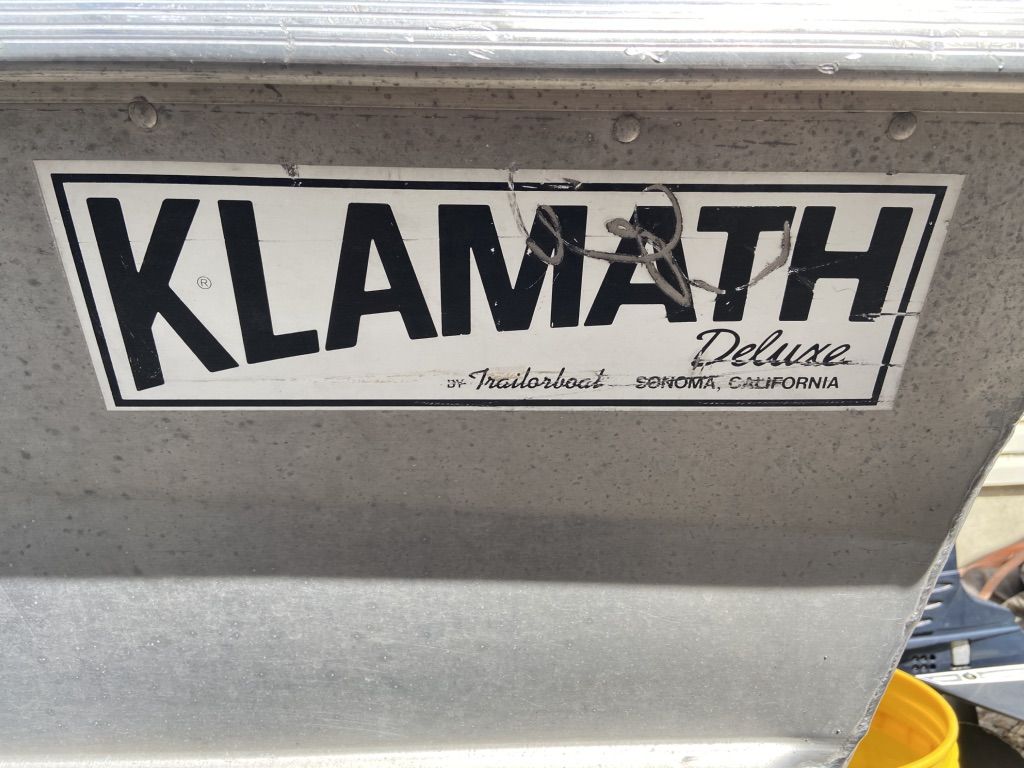 KLAMATH
®
Deluxe
BY Trailorboat SONOMA, CALIFORNIA